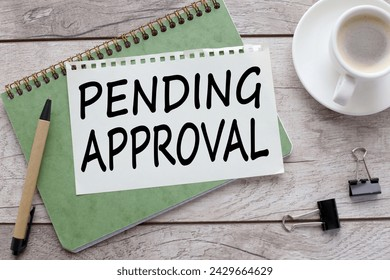 PENDING
APPROVAL
shutterstock.com · 2429664629